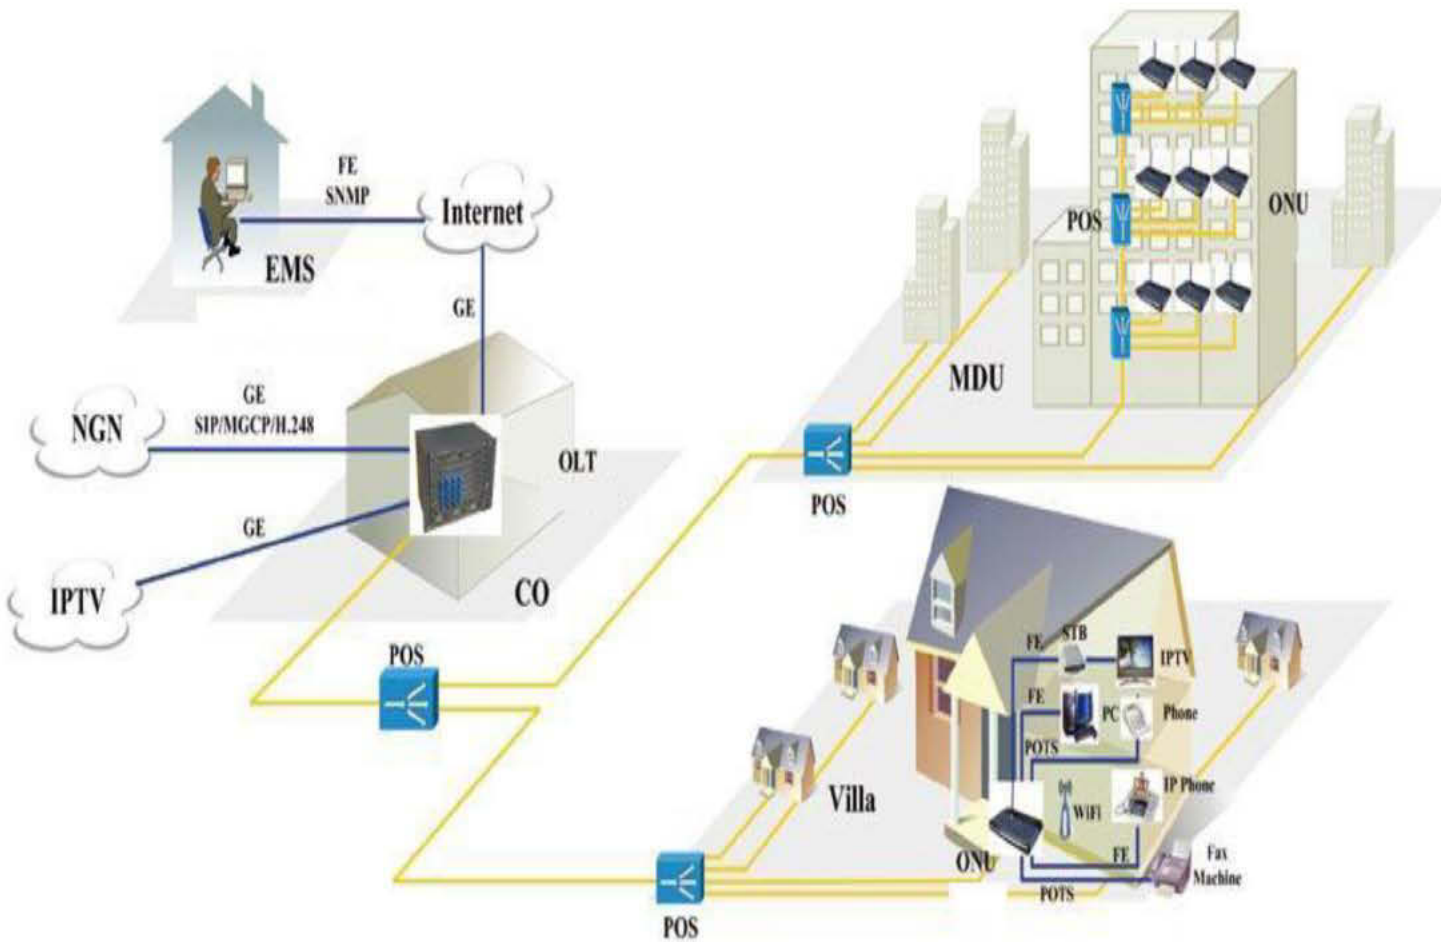 FE
SNMP
Internet
EMS
GE
NGN
GE
SIP/MGCP/H.248
OLT
GE
IPTV
CO
POS
POS
ONU
MDU
POS
STB
FE
IPTV
FE
PC
Phone
POTS
IP Phone
WiFi
Villa
ONU
FE
Fax
Machine
POTS
POS